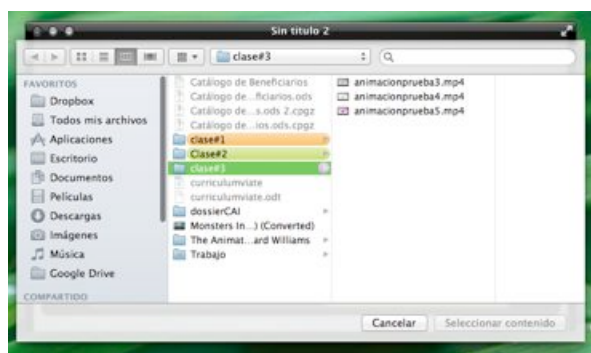 Sin título 2
clase#3
FAVORITOS
Dropbox
Todos mis archivos
Aplicaciones
Escritorio
Documentos
Películas
Descargas
Imágenes
Música
Google Drive
COMPARTIDO
Catálogo de Beneficiarios
Catálogo de...ficiarios.ods
Catálogo de...s.ods 2.cpgz
Catálogo de...ios.ods.cpgz
clase#1
Clase#2
clase#3
curriculumviate
curriculumviate.odt
dossierCAI
Monsters In...) (Converted)
The Animat...ard Williams
Trabajo
animacionprueba3.mp4
animacionprueba4.mp4
animacionprueba5.mp4
Cancelar
Seleccionar contenido